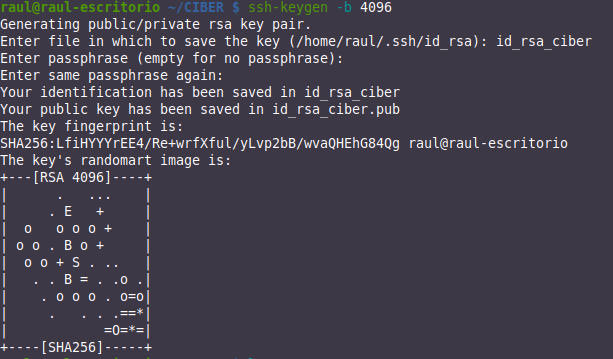 raul@raul-escritorio ~/CIBER $ ssh-keygen -b 4096
Generating public/private rsa key pair.
Enter file in which to save the key (/home/raul/.ssh/id_rsa): id_rsa_ciber
Enter passphrase (empty for no passphrase):
Enter same passphrase again:
Your identification has been saved in id_rsa_ciber
Your public key has been saved in id_rsa_ciber.pub
The key fingerprint is:
SHA256:LfiHYYYrEE4/Re+wrfXful/yLvp2bB/wvaQHEhG84Qg raul@raul-escritorio
The key's randomart image is:
+---[RSA 4096]----+
|      .   ...    |
|     . E   +     |
|  o   o o o +    |
| o o . B o +     |
|  o o + S . ..   |
|   . . B = . .o .|
|    . o o o . o=o|
|     .   . . .==*|
|            =O=*=|
+----[SHA256]-----+